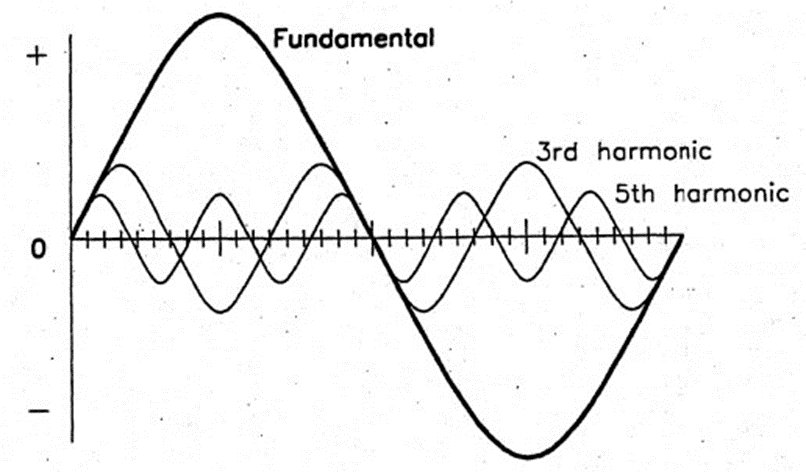 +
Fundamental
3rd harmonic
5th harmonic
0
−